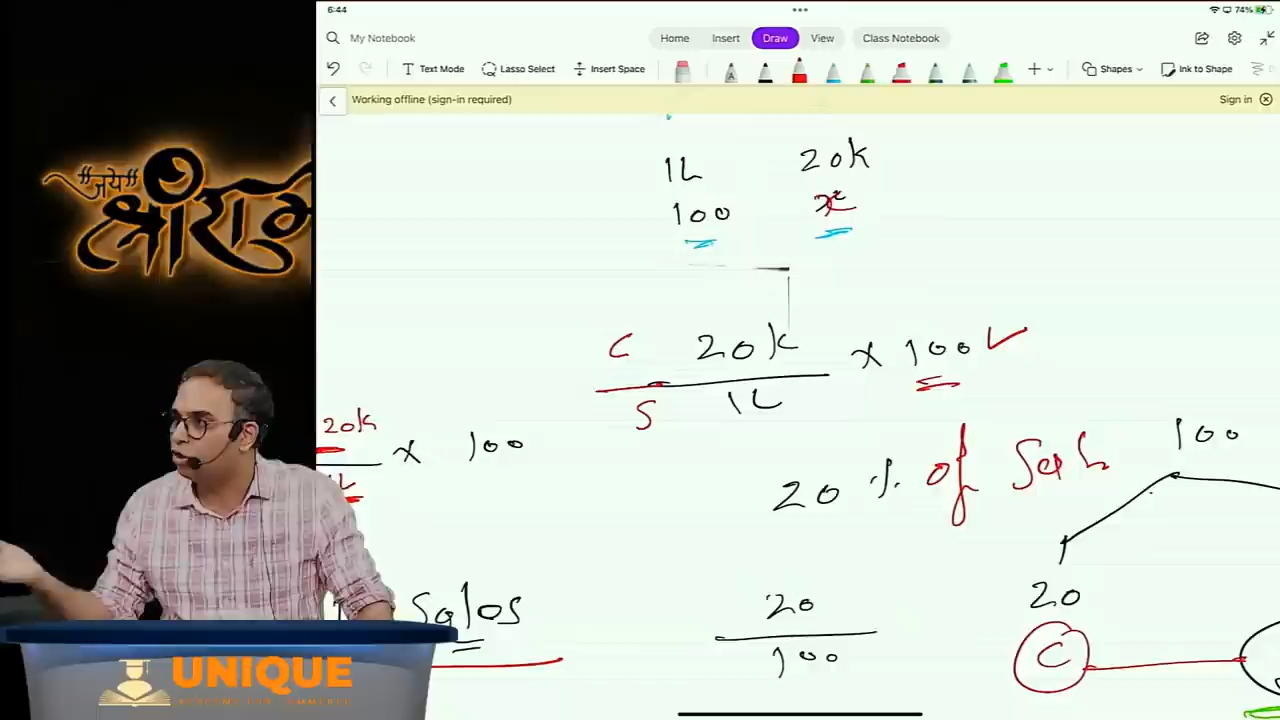 6:44
74%
My Notebook
Home Insert Draw View Class Notebook
Text Mode Lasso Select Insert Space Shapes Ink to Shape
Working offline (sign-in required) Sign in
"जय"
श्रीराम
1L 20k
100
C 20k × 100
S 1L
20k × 100
20 % of
100
Sales
20
100
20
C
UNIQUE